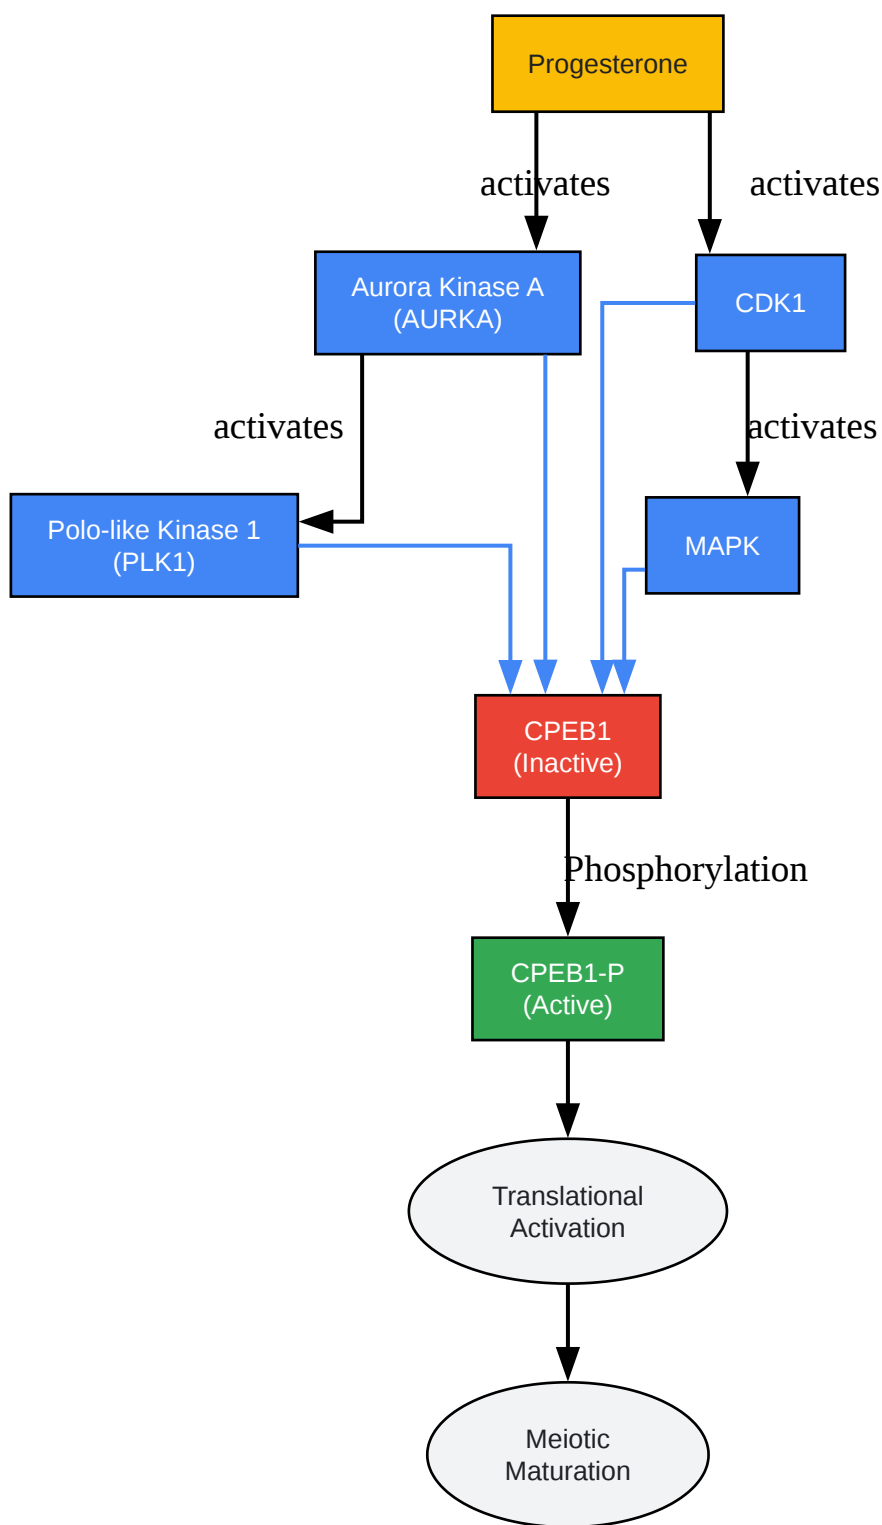 Progesterone
activates
activates
Aurora Kinase A
(AURKA)
CDK1
activates
activates
Polo-like Kinase 1
(PLK1)
MAPK
CPEB1
(Inactive)
Phosphorylation
CPEB1-P
(Active)
Translational
Activation
Meiotic
Maturation